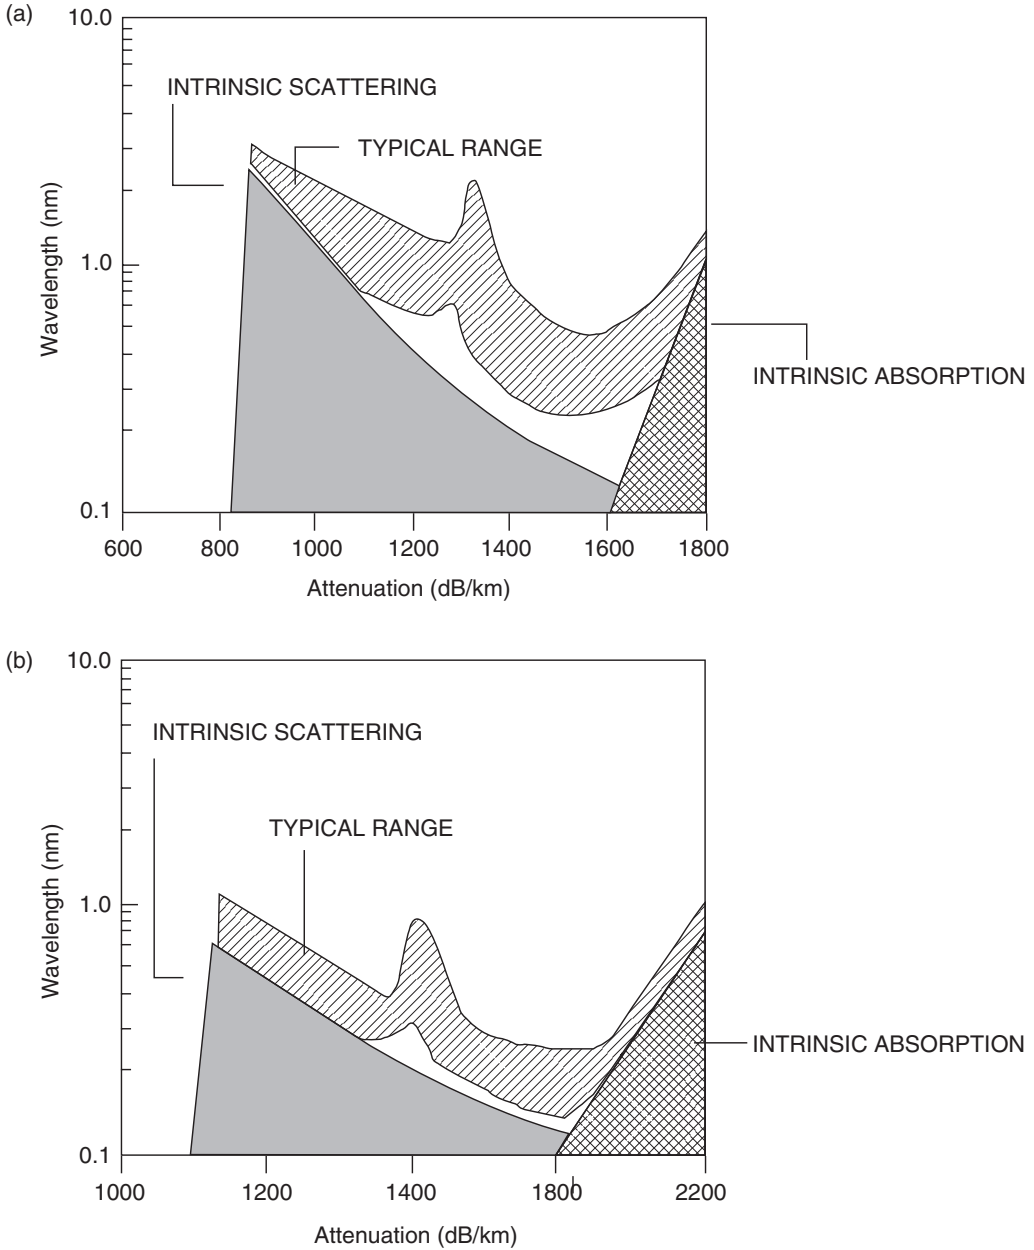 (a)
10.0
INTRINSIC SCATTERING
TYPICAL RANGE
Wavelength (nm)
1.0
INTRINSIC ABSORPTION
0.1
600 800 1000 1200 1400 1600 1800
Attenuation (dB/km)
(b)
10.0
INTRINSIC SCATTERING
TYPICAL RANGE
Wavelength (nm)
1.0
INTRINSIC ABSORPTION
0.1
1000 1200 1400 1800 2200
Attenuation (dB/km)